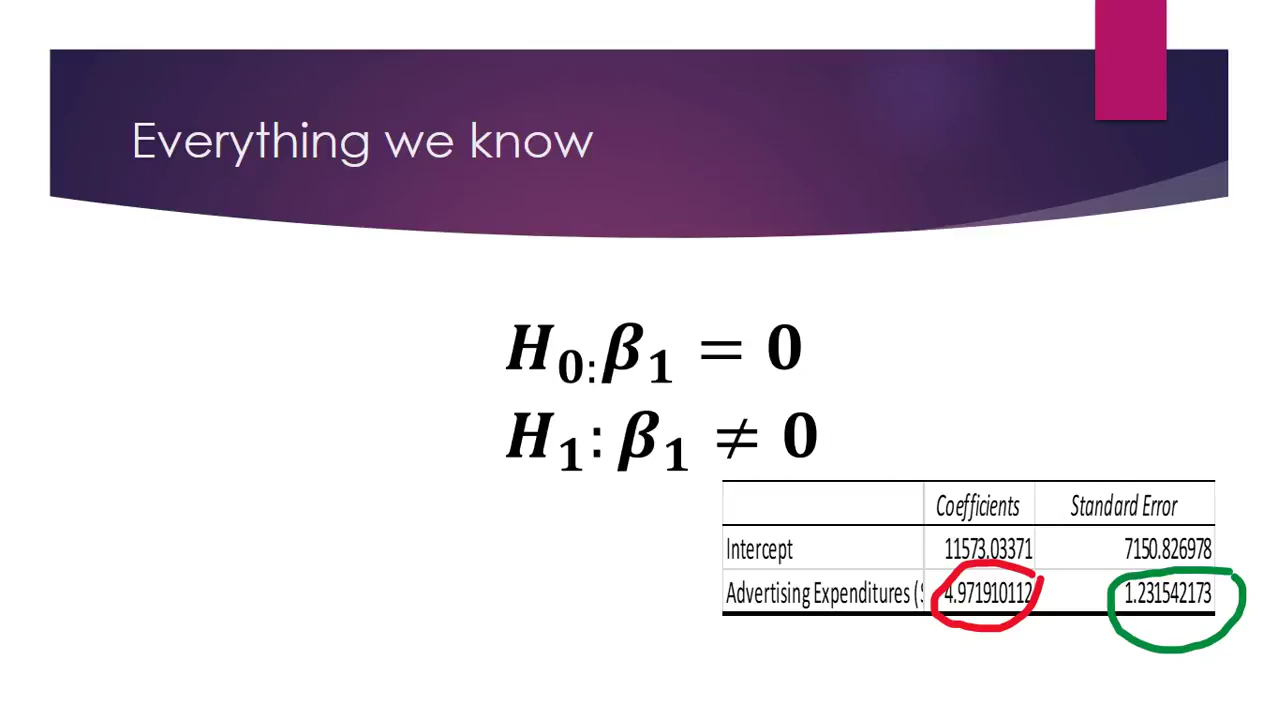 Everything we know
H₀:β₁ = 0
H₁: β₁ ≠ 0
Coefficients Standard Error
Intercept 11573.03371 7150.826978
Advertising Expenditures ( 4.971910112 1.231542173